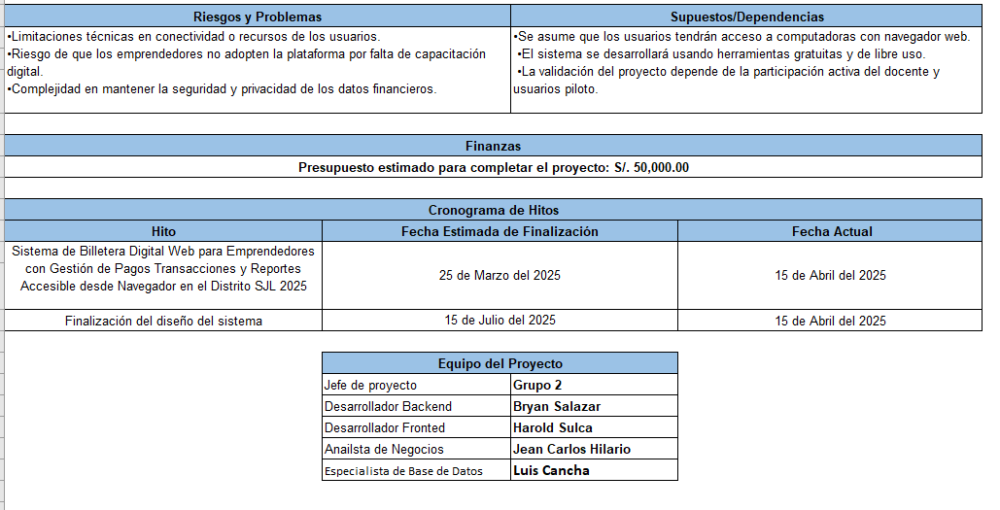 Riesgos y Problemas
Supuestos/Dependencias
•Limitaciones técnicas en conectividad o recursos de los usuarios.
•Riesgo de que los emprendedores no adopten la plataforma por falta de capacitación
digital.
•Complejidad en mantener la seguridad y privacidad de los datos financieros.
•Se asume que los usuarios tendrán acceso a computadoras con navegador web.
•El sistema se desarrollará usando herramientas gratuitas y de libre uso.
•La validación del proyecto depende de la participación activa del docente y
usuarios piloto.
Finanzas
Presupuesto estimado para completar el proyecto: S/. 50,000.00
Cronograma de Hitos
Hito
Fecha Estimada de Finalización
Fecha Actual
Sistema de Billetera Digital Web para Emprendedores
con Gestión de Pagos Transacciones y Reportes
Accesible desde Navegador en el Distrito SJL 2025
25 de Marzo del 2025
15 de Abril del 2025
Finalización del diseño del sistema
15 de Julio del 2025
15 de Abril del 2025
Equipo del Proyecto
Jefe de proyecto
Grupo 2
Desarrollador Backend
Bryan Salazar
Desarrollador Fronted
Harold Sulca
Anailsta de Negocios
Jean Carlos Hilario
Especialista de Base de Datos
Luis Cancha